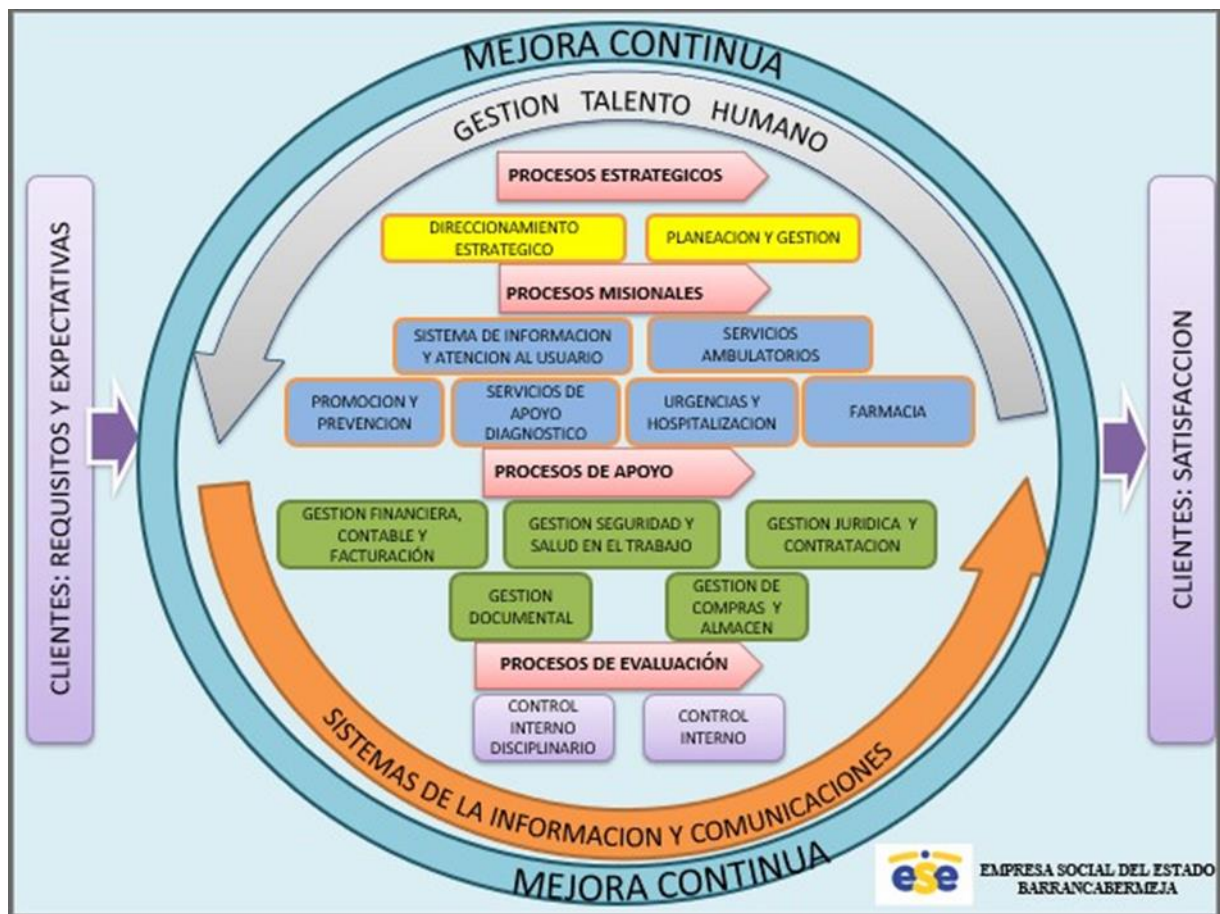 MEJORA CONTINUA
GESTION TALENTO HUMANO
CLIENTES: REQUISITOS Y EXPECTATIVAS
PROCESOS ESTRATEGICOS
DIRECCIONAMIENTO
ESTRATEGICO
PLANEACION Y GESTION
PROCESOS MISIONALES
SISTEMA DE INFORMACION
Y ATENCION AL USUARIO
SERVICIOS
AMBULATORIOS
PROMOCION Y
PREVENCION
SERVICIOS DE
APOYO
DIAGNOSTICO
URGENCIAS Y
HOSPITALIZACION
FARMACIA
PROCESOS DE APOYO
GESTION FINANCIERA,
CONTABLE Y
FACTURACIÓN
GESTION SEGURIDAD Y
SALUD EN EL TRABAJO
GESTION JURIDICA Y
CONTRATACION
GESTION
DOCUMENTAL
GESTION DE
COMPRAS Y
ALMACEN
PROCESOS DE EVALUACIÓN
CONTROL
INTERNO
DISCIPLINARIO
CONTROL
INTERNO
SISTEMAS DE LA INFORMACION Y COMUNICACIONES
MEJORA CONTINUA
CLIENTES: SATISFACCION
ese
EMPRESA SOCIAL DEL ESTADO
BARRANCABERMEJA